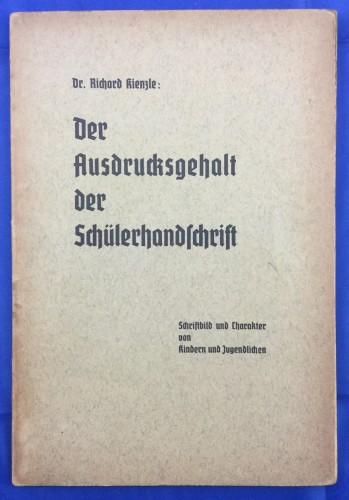 Dr. Richard Kienzle:
Der
Ausdrucksgehalt
der
Schülerhandſchrift
Schriftbild und Charakter
von
Kindern und Jugendlichen